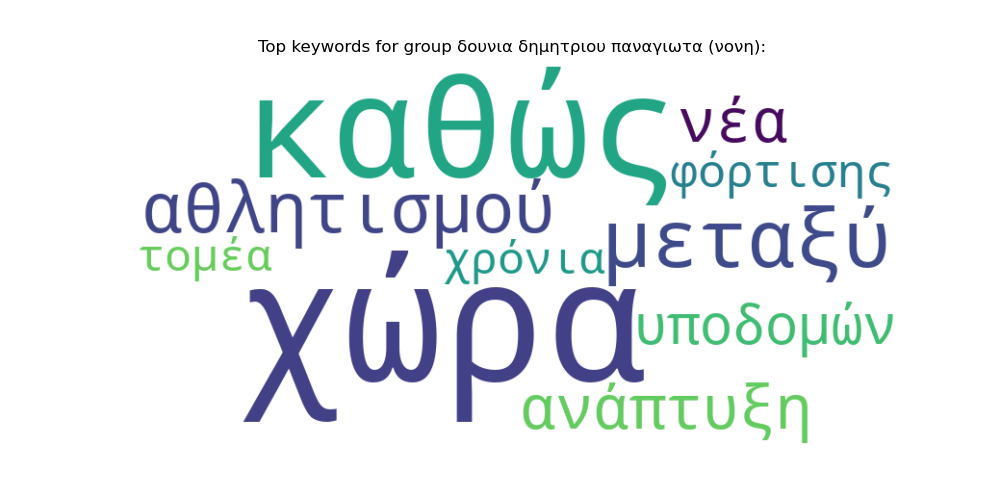 Top keywords for group δουνια δημητριου παναγιωτα (νονη):
καθώς
νέα
φόρτισης
αθλητισμού
μεταξύ
τομέα
χρόνια
χώρα
υποδομών
ανάπτυξη